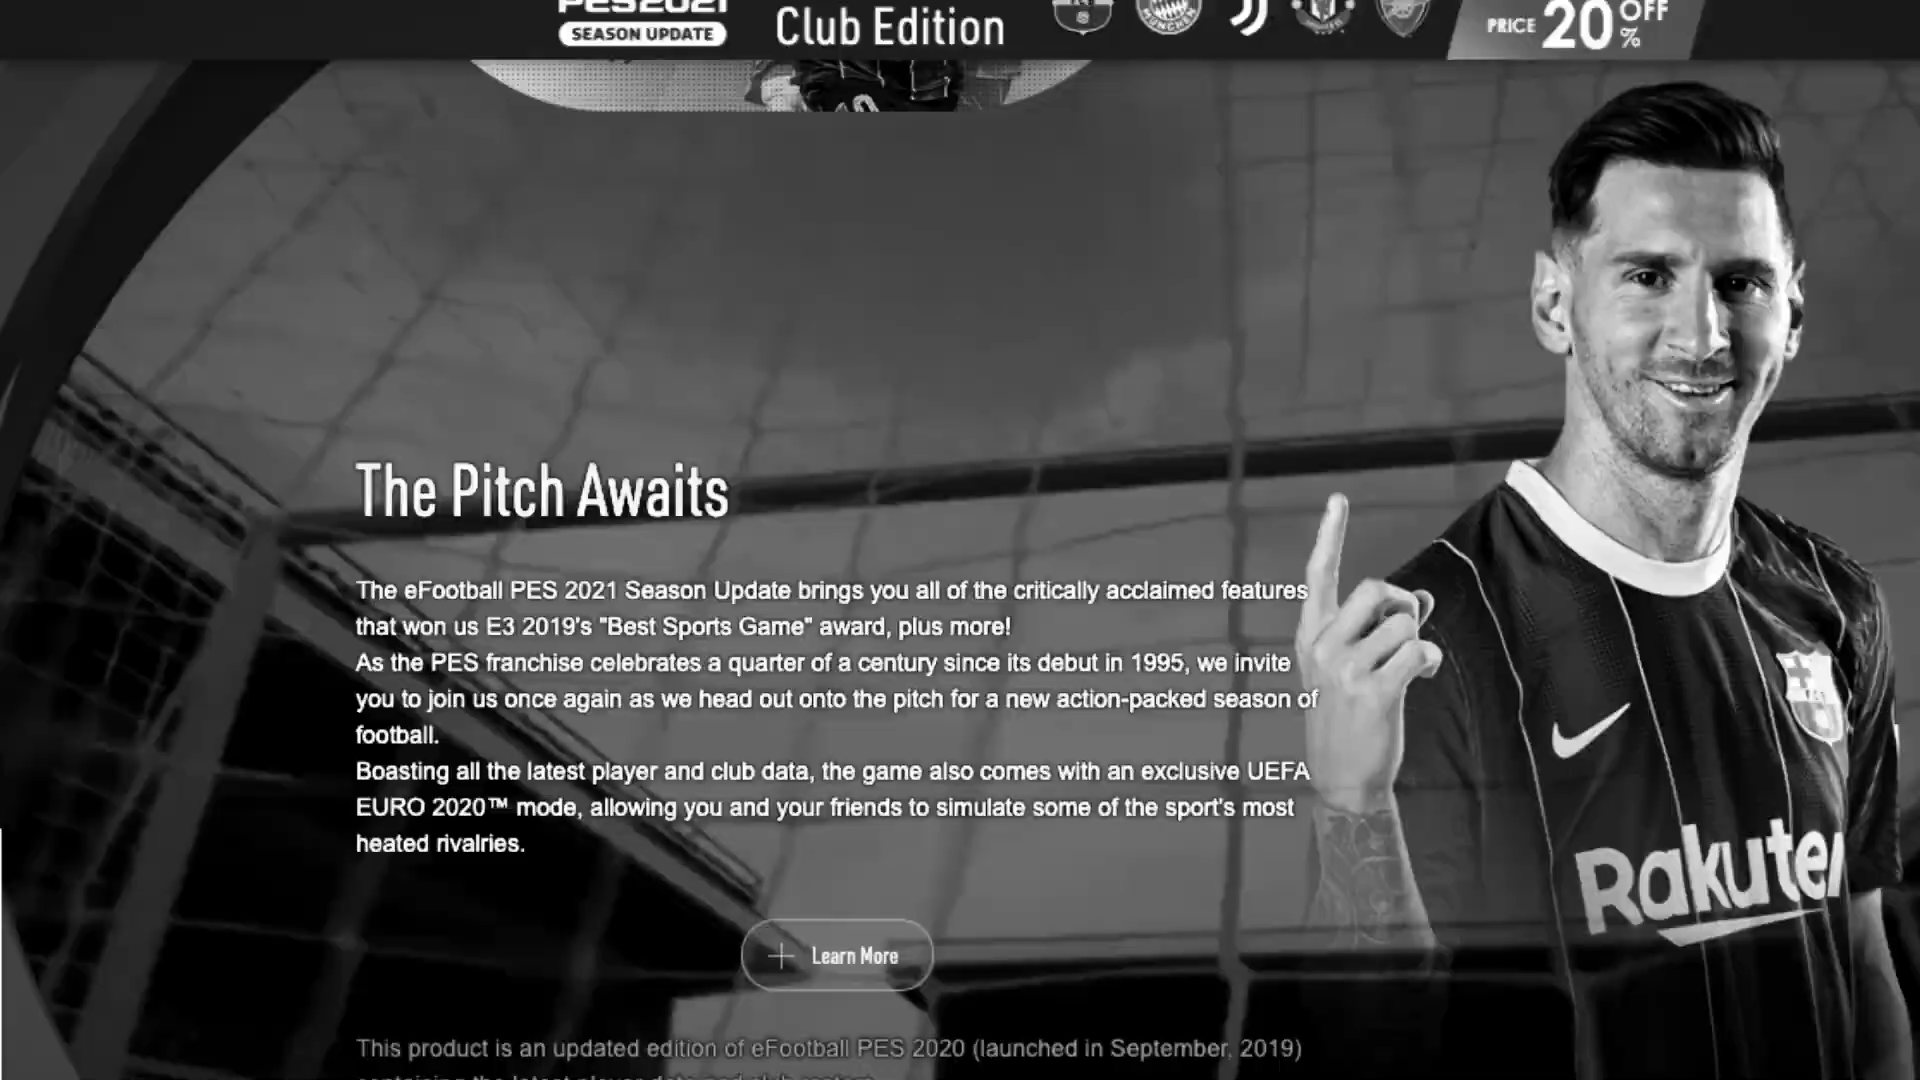 PES2021
SEASON UPDATE
Club Edition
PRICE 20% OFF
The Pitch Awaits
The eFootball PES 2021 Season Update brings you all of the critically acclaimed features
that won us E3 2019's "Best Sports Game" award, plus more!
As the PES franchise celebrates a quarter of a century since its debut in 1995, we invite
you to join us once again as we head out onto the pitch for a new action-packed season of
football.
Boasting all the latest player and club data, the game also comes with an exclusive UEFA
EURO 2020™ mode, allowing you and your friends to simulate some of the sport's most
heated rivalries.
Rakuten
Learn More
This product is an updated edition of eFootball PES 2020 (launched in September, 2019)